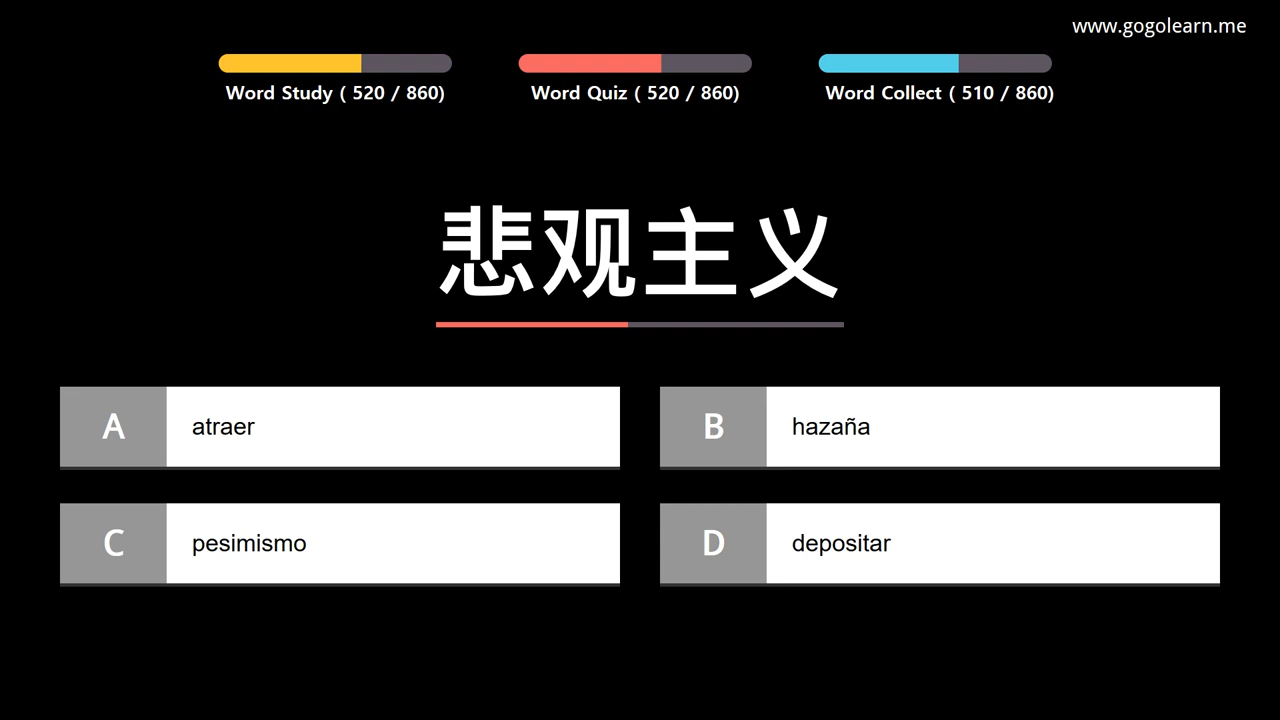 www.gogolearn.me
Word Study ( 520 / 860)
Word Quiz ( 520 / 860)
Word Collect ( 510 / 860)
悲观主义
A atraer
B hazaña
C pesimismo
D depositar